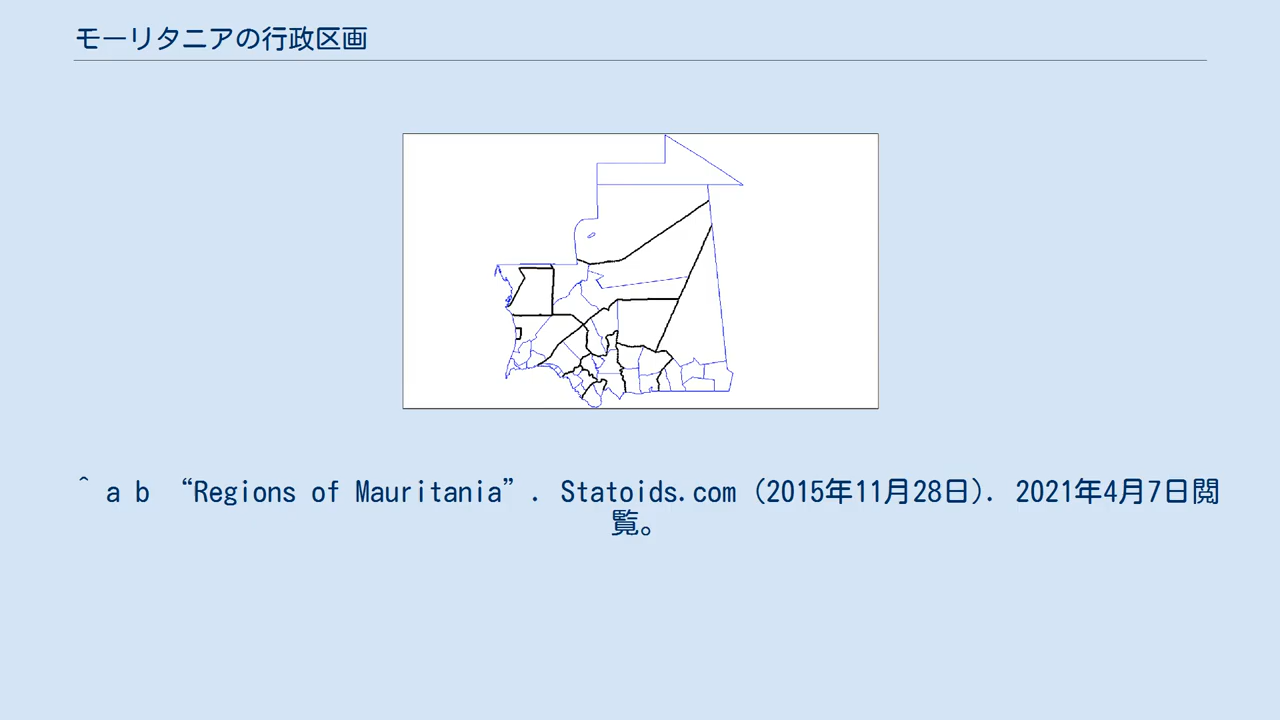 モーリタニアの行政区画
^ a b “Regions of Mauritania”. Statoids.com (2015年11月28日). 2021年4月7日閲
覧。